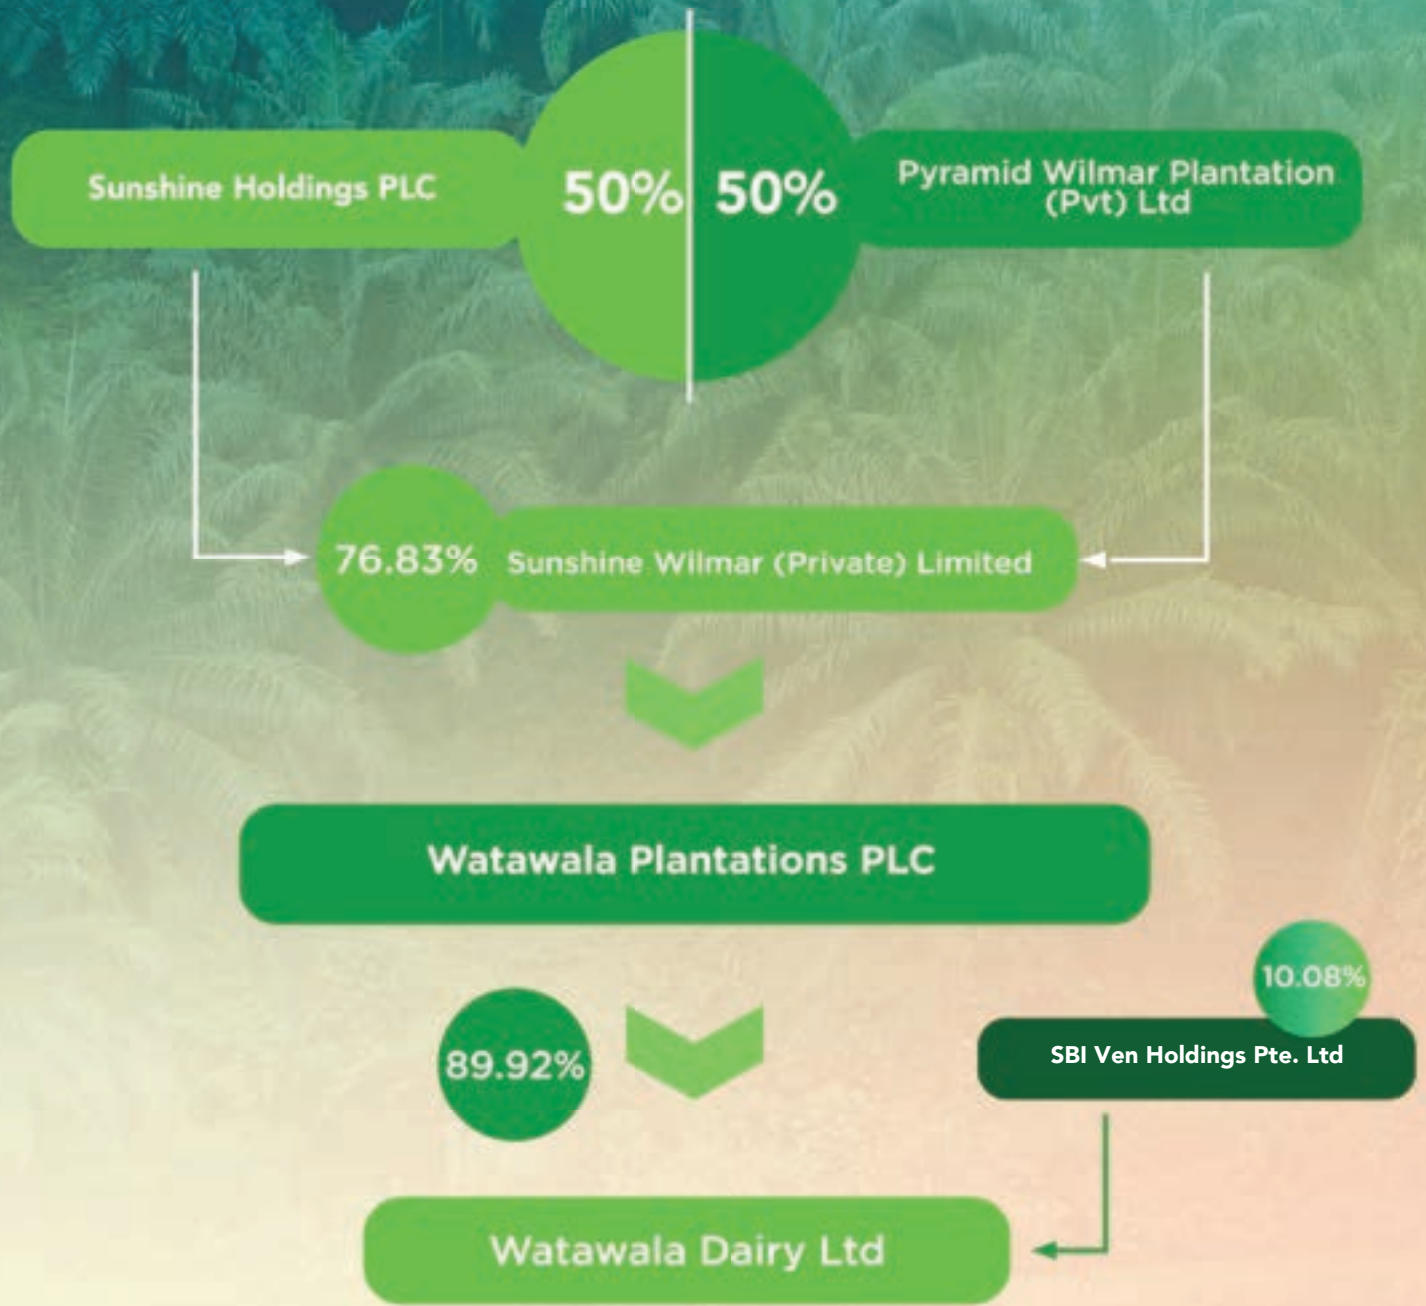 Sunshine Holdings PLC
50%
50%
Pyramid Wilmar Plantation
(Pvt) Ltd
76.83%
Sunshine Wilmar (Private) Limited
Watawala Plantations PLC
10.08%
SBI Ven Holdings Pte. Ltd
89.92%
Watawala Dairy Ltd